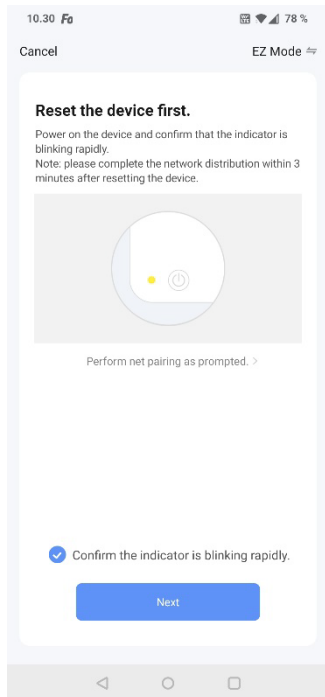 10.30 Fa 78 %
Cancel EZ Mode
Reset the device first.
Power on the device and confirm that the indicator is
blinking rapidly.
Note: please complete the network distribution within 3
minutes after resetting the device.
Perform net pairing as prompted.
Confirm the indicator is blinking rapidly.
Next